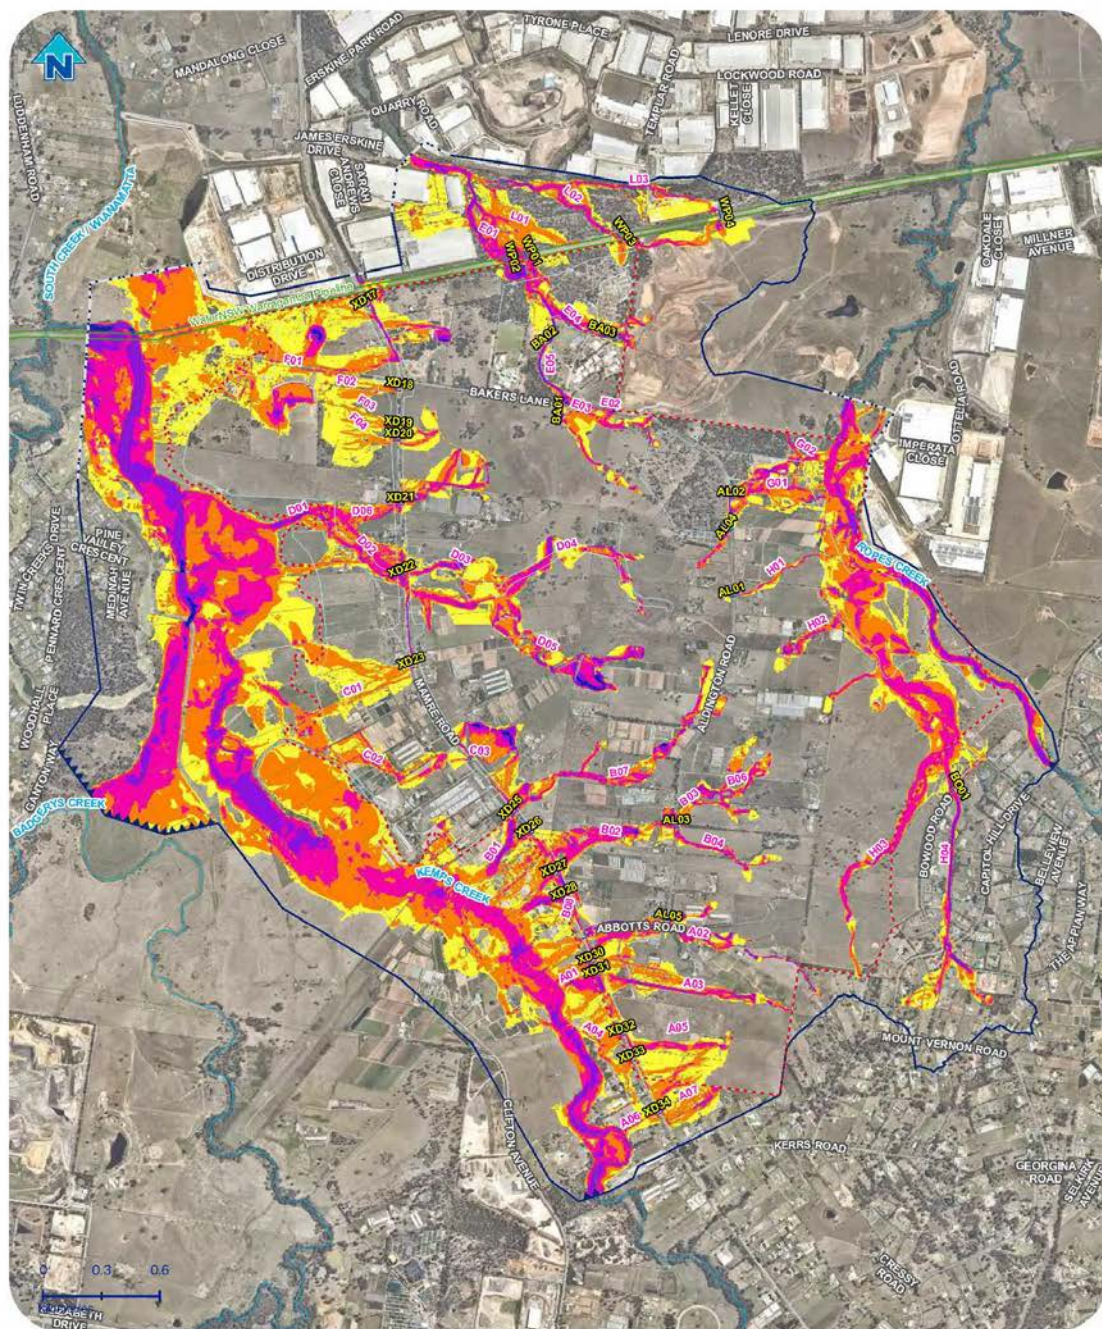 N
MANDALONG CLOSE
ERSKINE PARK ROAD
TYRONE PLACE
LENORE DRIVE
LOCKWOOD ROAD
TEMPLAR ROAD
KELLET CLOSE
QUARRY ROAD
LUDDENHAM ROAD
JAMES ERSKINE DRIVE
SARAH ANDREWS CLOSE
SOUTH CREEK / WIANAMATTA
DISTRIBUTION DRIVE
WaterNSW Warragamba Pipeline
OAKDALE CLOSE
MILLNER AVENUE
L03
L02
L01
E01
WP04
WP03
WP01
WP02
XD17
E04
BA03
BA02
E05
F01
F02
XD18
BAKERS LANE
E02
E03
BA01
F03
F04
XD19
XD20
OTTELIA ROAD
IMPERATA CLOSE
G02
G01
AL02
AL04
XD21
D01
D06
D02
D03
D04
XD22
ROPES CREEK
H01
AL01
H02
PINE VALLEY CRESCENT
TWIN CREEKS DRIVE
MEDINAH AVENUE
PENNARD CRESCENT
D05
XD23
C01
MAMRE ROAD
ALDINGTON ROAD
WOODHALL PLACE
GANTON WAY
C02
C03
B07
B06
B03
XD25
XD26
AL03
B02
B04
B01
BADGERYS CREEK
KEMPS CREEK
XD27
XD28
B08
BO01
BOWOOD ROAD
CAPITOL HILL DRIVE
BELLEVIEW AVENUE
H03
H04
THE APPIAN WAY
AL05
ABBOTTS ROAD
A02
XD30
XD31
A01
A03
A04
XD32
A05
XD33
A07
A06
XD34
MOUNT VERNON ROAD
CLIFTON AVENUE
KERRS ROAD
GEORGINA ROAD
SELKIRK AVENUE
CRESSY ROAD
0 0.3 0.6